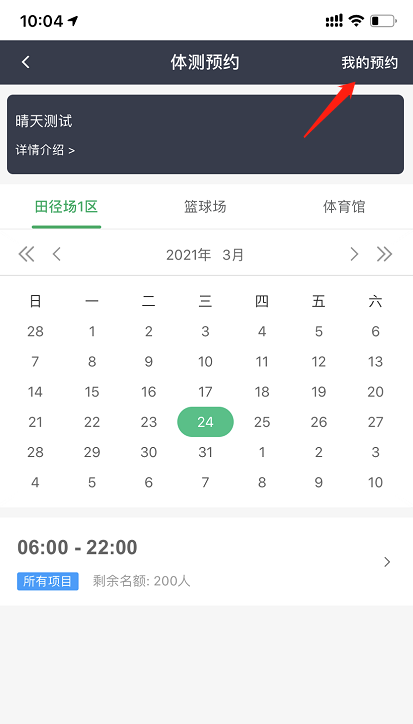 10:04
体测预约 我的预约
晴天测试
详情介绍 >
田径场1区 篮球场 体育馆
2021年 3月
日 一 二 三 四 五 六
28 1 2 3 4 5 6
7 8 9 10 11 12 13
14 15 16 17 18 19 20
21 22 23 24 25 26 27
28 29 30 31 1 2 3
4 5 6 7 8 9 10
06:00 - 22:00
所有项目 剩余名额: 200人